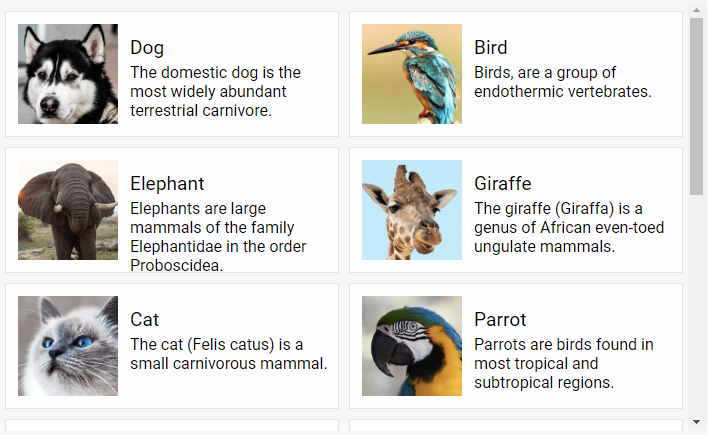 Dog
The domestic dog is the
most widely abundant
terrestrial carnivore.
Bird
Birds, are a group of
endothermic vertebrates.
Elephant
Elephants are large
mammals of the family
Elephantidae in the order
Proboscidea.
Giraffe
The giraffe (Giraffa) is a
genus of African even-toed
ungulate mammals.
Cat
The cat (Felis catus) is a
small carnivorous mammal.
Parrot
Parrots are birds found in
most tropical and
subtropical regions.